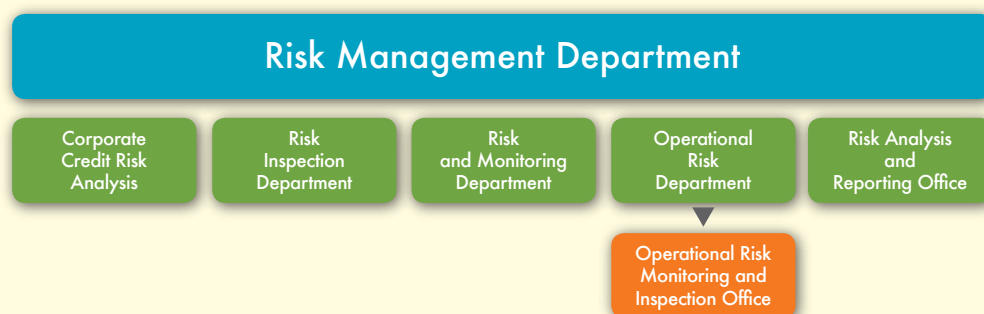 Risk Management Department
Corporate
Credit Risk
Analysis
Risk
Inspection
Department
Risk
and Monitoring
Department
Operational
Risk
Department
Risk Analysis
and
Reporting Office
Operational Risk
Monitoring and
Inspection Office